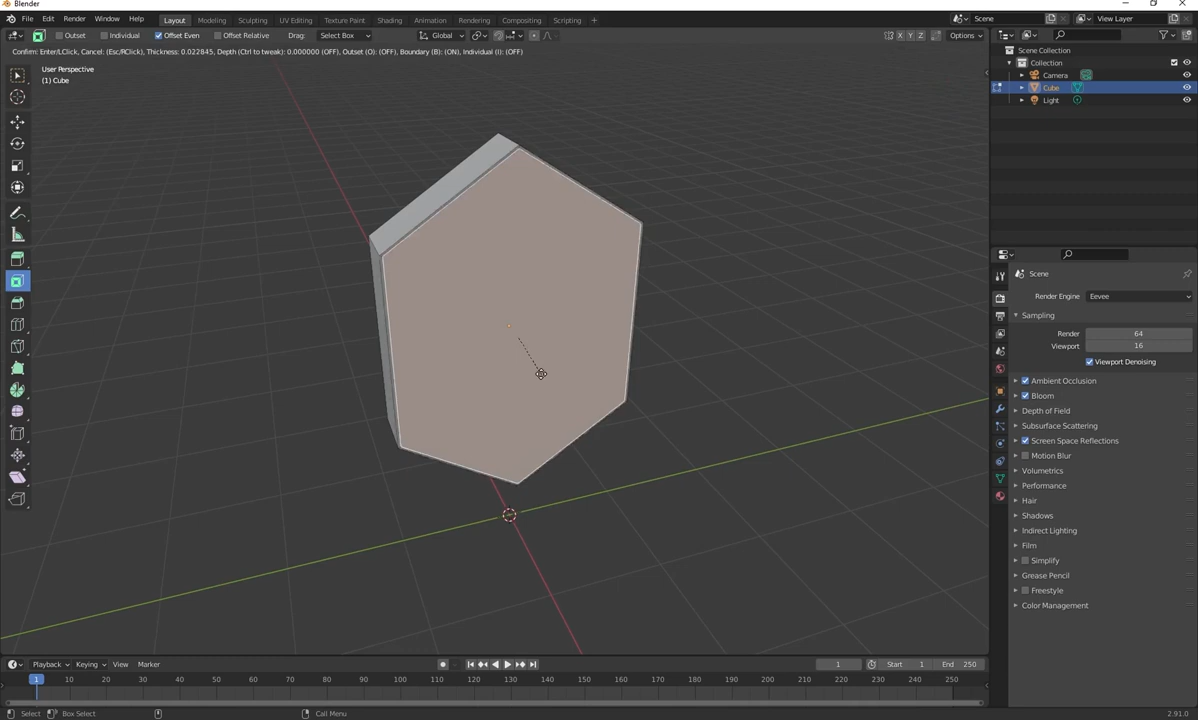 Blender
File Edit Render Window Help Layout Modeling Sculpting UV Editing Texture Paint Shading Animation Rendering Compositing Scripting + Scene View Layer
Outset Individual Offset Even Offset Relative Drag: Select Box Global X Y Z Options
Confirm: Enter/LClick, Cancel: (Esc/RClick), Thickness: 0.022845, Depth (Ctrl to tweak): 0.000000 (OFF), Outset (O): (OFF), Boundary (B): (ON), Individual (I): (OFF)
User Perspective
(1) Cube
Scene Collection
Collection
Camera
Cube
Light
Scene
Render Engine Eevee
Sampling
Render 64
Viewport 16
Viewport Denoising
Ambient Occlusion
Bloom
Depth of Field
Subsurface Scattering
Screen Space Reflections
Motion Blur
Volumetrics
Performance
Hair
Shadows
Indirect Lighting
Film
Simplify
Grease Pencil
Freestyle
Color Management
Playback Keying View Marker 1 Start 1 End 250
1 10 20 30 40 50 60 70 80 90 100 110 120 130 140 150 160 170 180 190 200 210 220 230 240 250
Select Box Select Call Menu 2.91.0